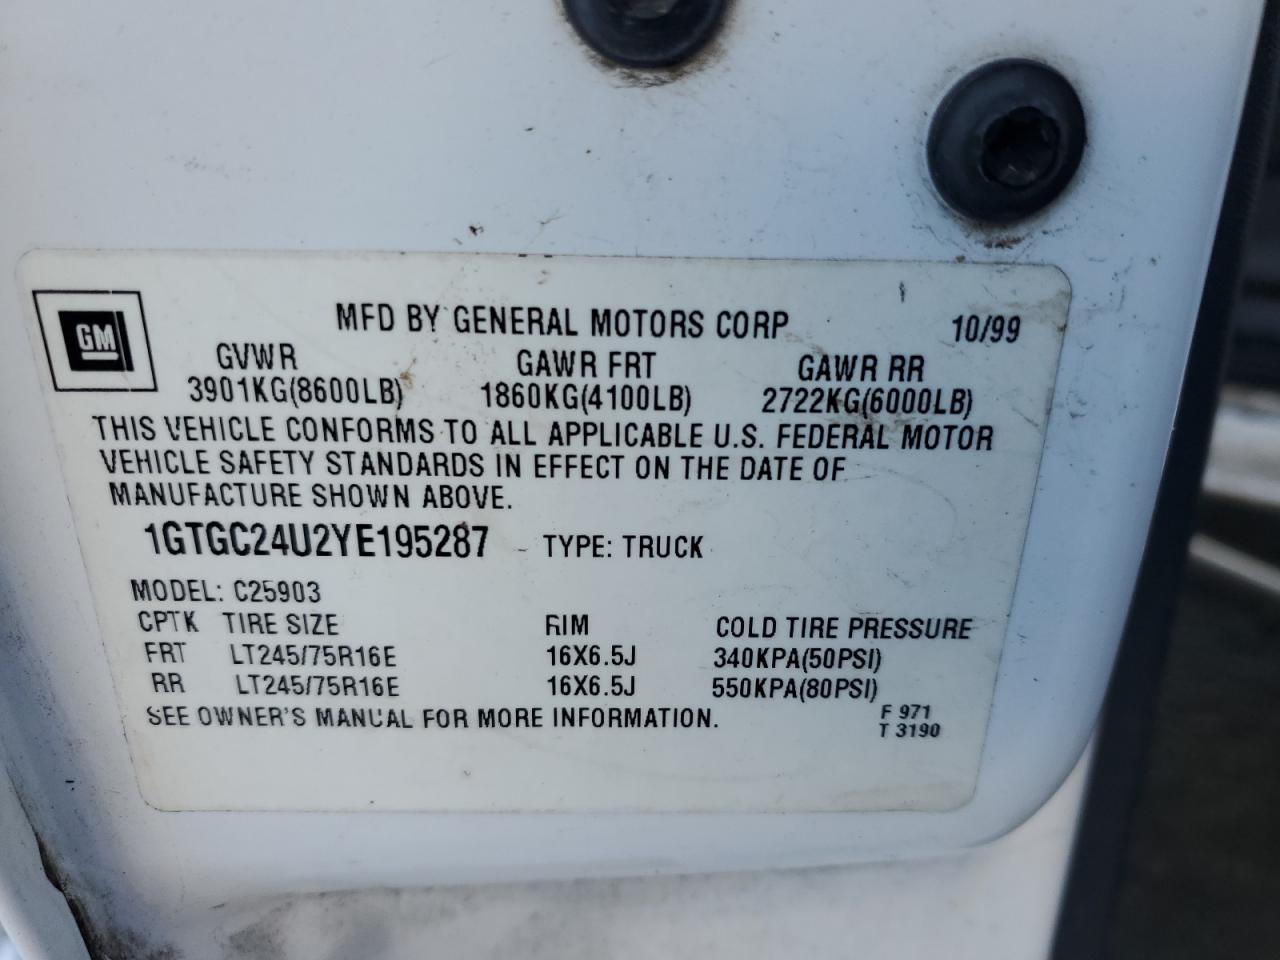 MFD BY GENERAL MOTORS CORP 10/99
GM
GVWR GAWR FRT GAWR RR
3901KG(8600LB) 1860KG(4100LB) 2722KG(6000LB)
THIS VEHICLE CONFORMS TO ALL APPLICABLE U.S. FEDERAL MOTOR
VEHICLE SAFETY STANDARDS IN EFFECT ON THE DATE OF
MANUFACTURE SHOWN ABOVE.
1GTGC24U2YE195287 TYPE: TRUCK
MODEL: C25903
CPTK TIRE SIZE RIM COLD TIRE PRESSURE
FRT LT245/75R16E 16X6.5J 340KPA(50PSI)
RR LT245/75R16E 16X6.5J 550KPA(80PSI)
SEE OWNER'S MANUAL FOR MORE INFORMATION.
F 971
T 3190